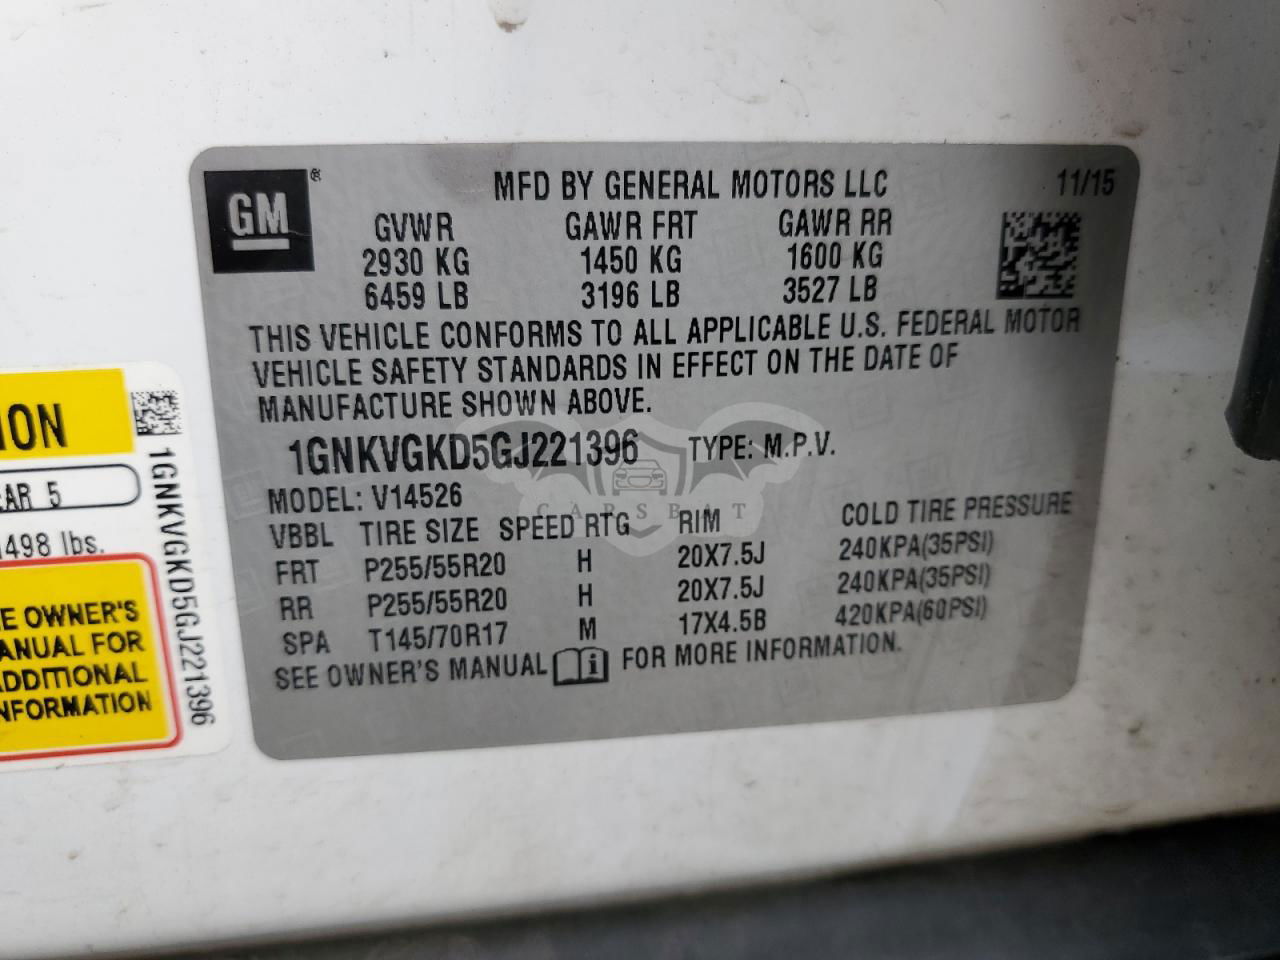 GM
MFD BY GENERAL MOTORS LLC 11/15
GVWR GAWR FRT GAWR RR
2930 KG 1450 KG 1600 KG
6459 LB 3196 LB 3527 LB
THIS VEHICLE CONFORMS TO ALL APPLICABLE U.S. FEDERAL MOTOR
VEHICLE SAFETY STANDARDS IN EFFECT ON THE DATE OF
MANUFACTURE SHOWN ABOVE.
1GNKVGKD5GJ221396 TYPE: M.P.V.
MODEL: V14526
VBBL TIRE SIZE SPEED RTG RIM COLD TIRE PRESSURE
FRT P255/55R20 H 20X7.5J 240KPA(35PSI)
RR P255/55R20 H 20X7.5J 240KPA(35PSI)
SPA T145/70R17 M 17X4.5B 420KPA(60PSI)
SEE OWNER'S MANUAL FOR MORE INFORMATION.
CARSBAT
5
498 lbs.
OWNER'S
FOR
1GNKVGKD5GJ221396